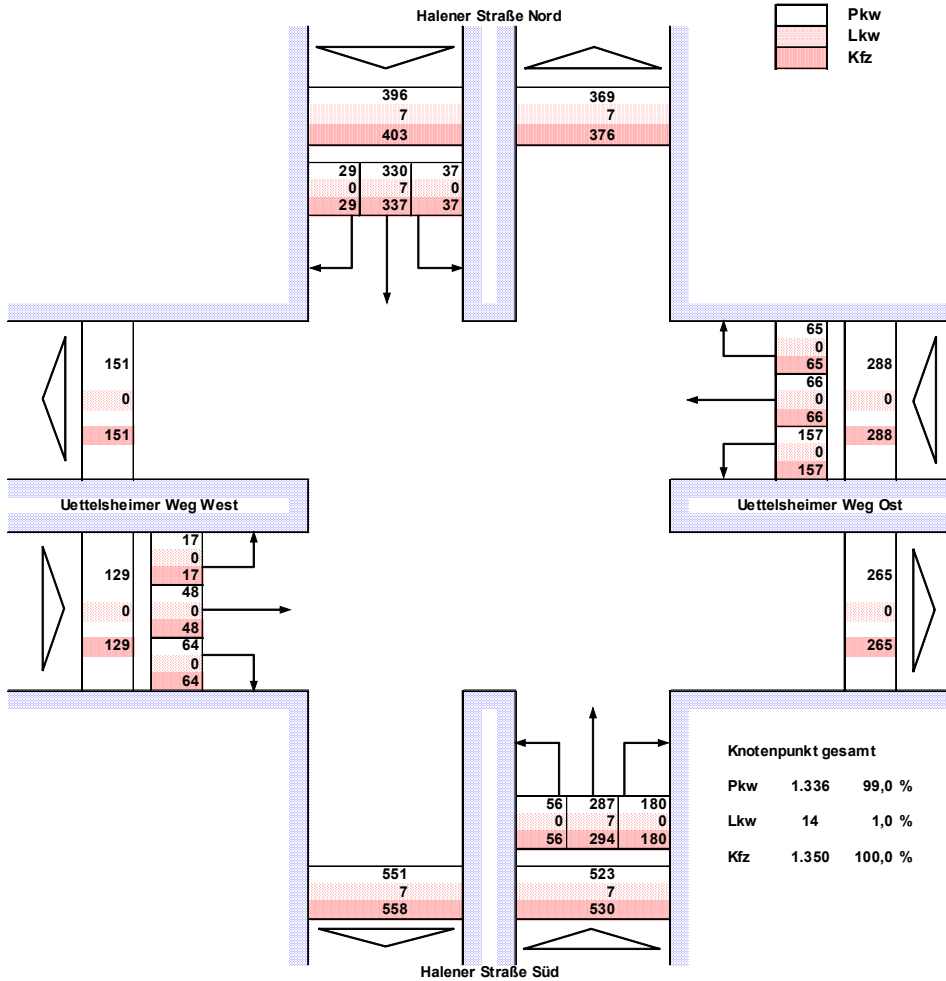 Halener Straße Nord
Pkw
Lkw
Kfz
396
7
403
369
7
376
29 330 37
0 7 0
29 337 37
151
0
151
65
0
65
66
0
66
157
0
157
288
0
288
Uettelsheimer Weg West
Uettelsheimer Weg Ost
129
0
129
17
0
17
48
0
48
64
0
64
265
0
265
56 287 180
0 7 0
56 294 180
551
7
558
523
7
530
Knotenpunkt gesamt
Pkw 1.336 99,0 %
Lkw 14 1,0 %
Kfz 1.350 100,0 %
Halener Straße Süd